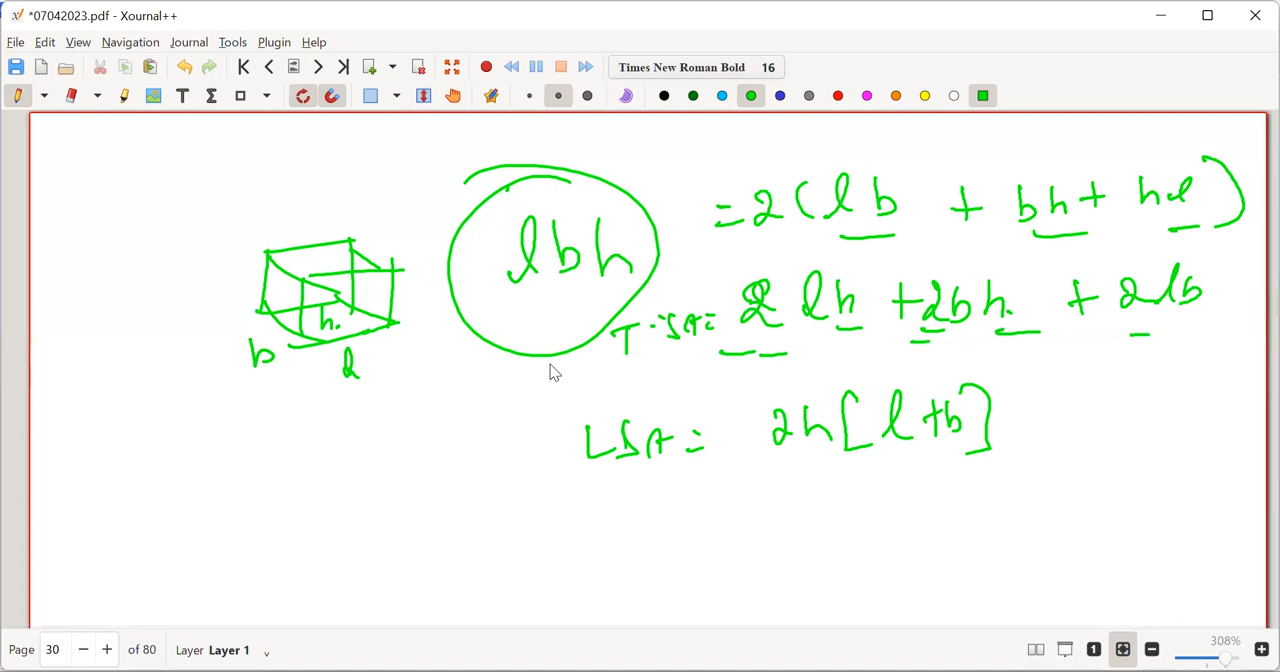 *07042023.pdf - Xournal++
File Edit View Navigation Journal Tools Plugin Help
Times New Roman Bold 16
= 2 ( l b + b h + h l )
l b h
T.SA = 2 l h + 2 b h + 2 l b
h
b
l
LSA = 2h [ l + b ]
Page 30 of 80 Layer Layer 1 308%